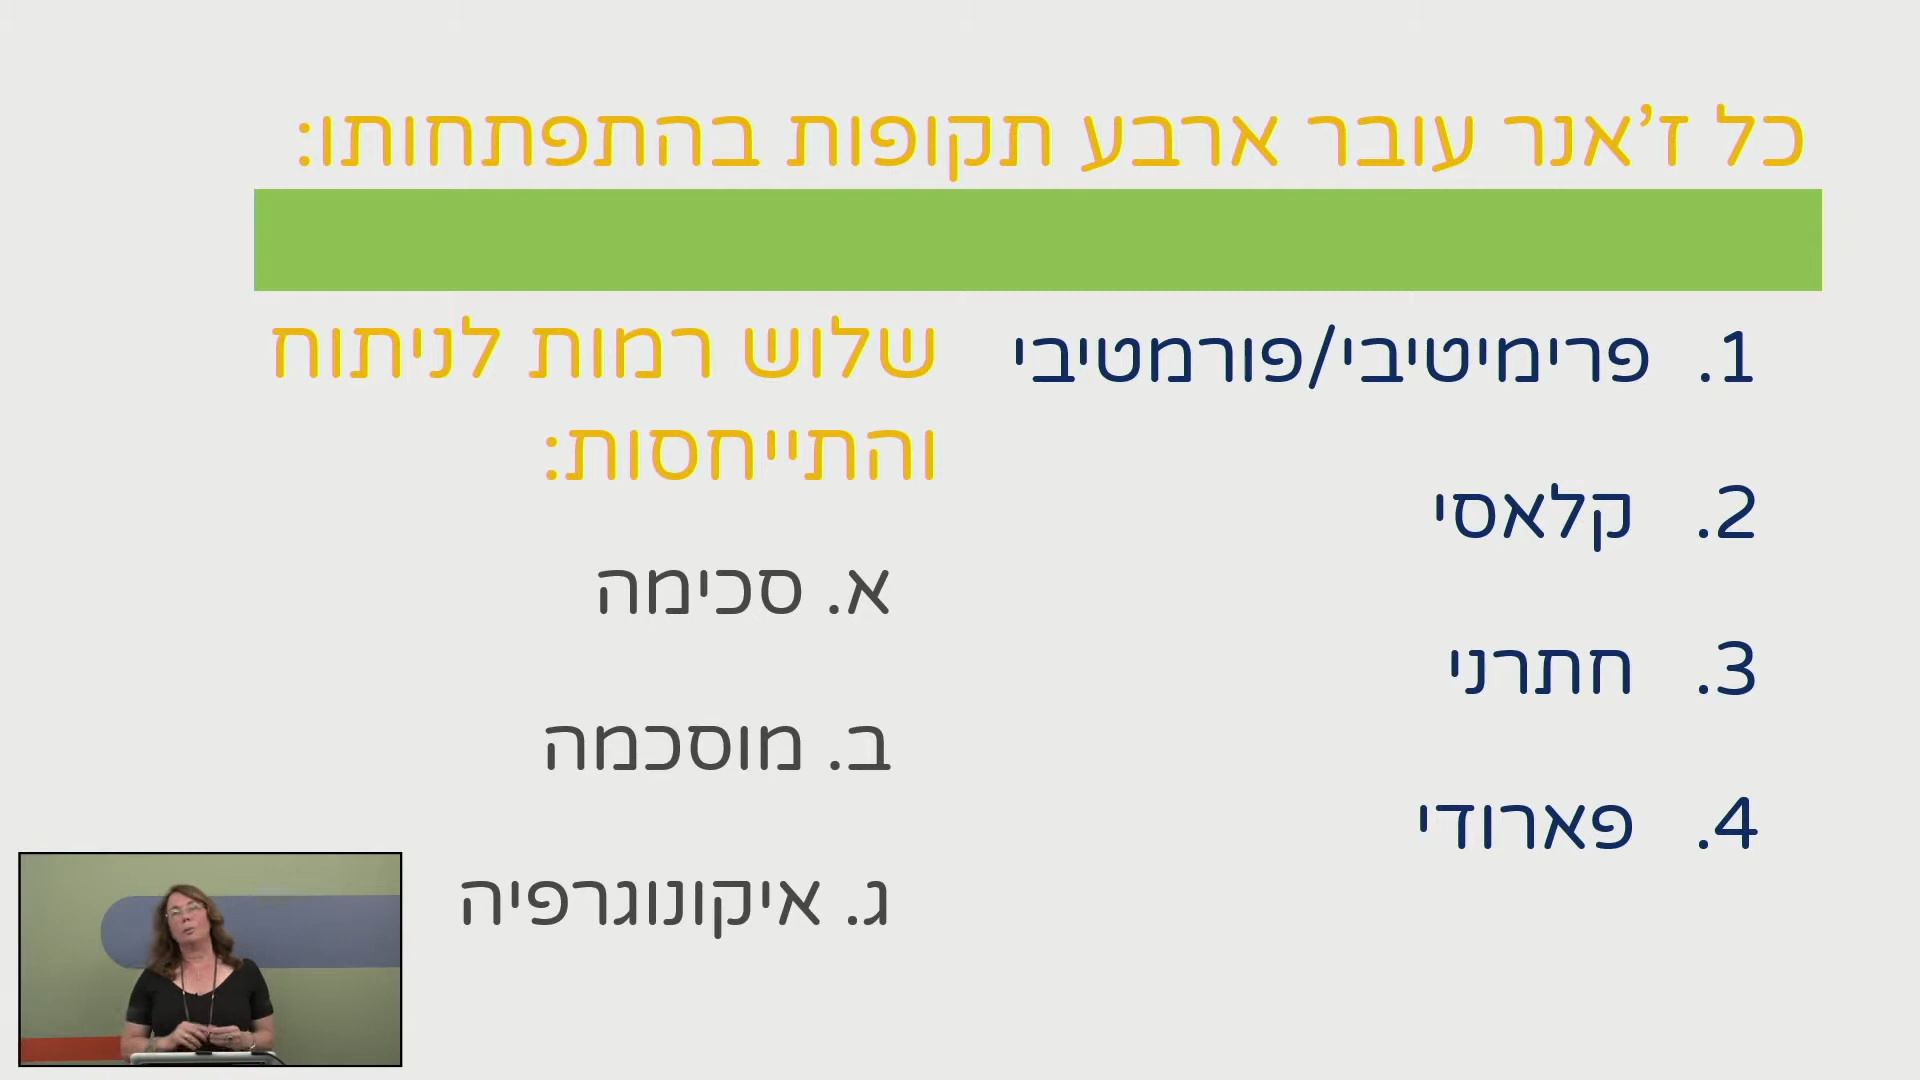 כל ז'אנר עובר ארבע תקופות בהתפתחותו:
1. פרימיטיבי/פורמטיבי
2. קלאסי
3. חתרני
4. פארודי
שלוש רמות לניתוח
והתייחסות:
א. סכימה
ב. מוסכמה
ג. איקונוגרפיה